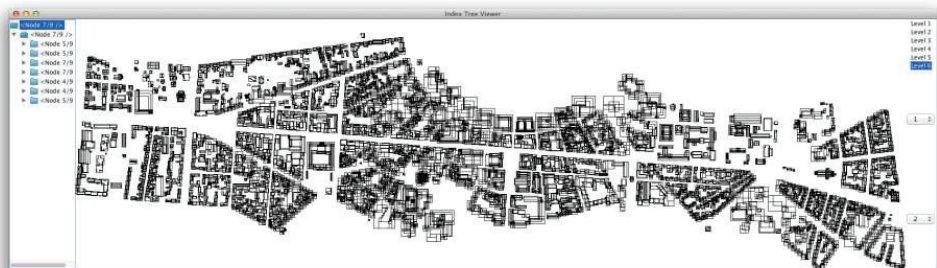 Index Tree Viewer
<Node 7/9 />
<Node 7/9 />
<Node 5/9
<Node 5/9
<Node 7/9
<Node 7/9
<Node 4/9
<Node 4/9
<Node 5/9
Level 1
Level 2
Level 3
Level 4
Level 5
Level 6
1
2